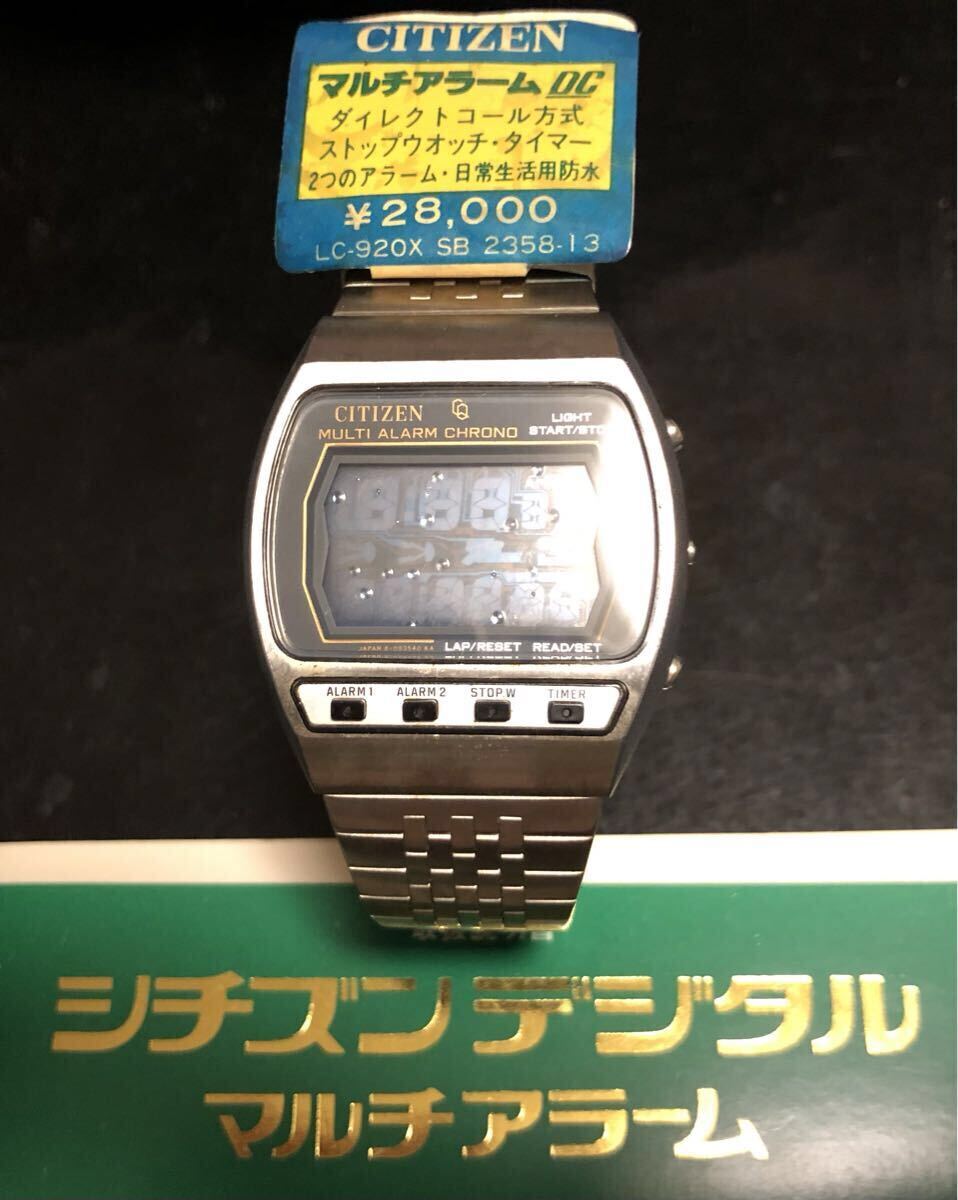 CITIZEN
マルチアラーム DC
ダイレクトコール方式
ストップウオッチ・タイマー
2つのアラーム・日常生活用防水
¥28,000
LC-920X SB 2358-13
CITIZEN CQ LIGHT
MULTI ALARM CHRONO START/STO
LAP/RESET READ/SET
ALARM 1 ALARM 2 STOP W TIMER
シチズンデジタル
マルチアラーム